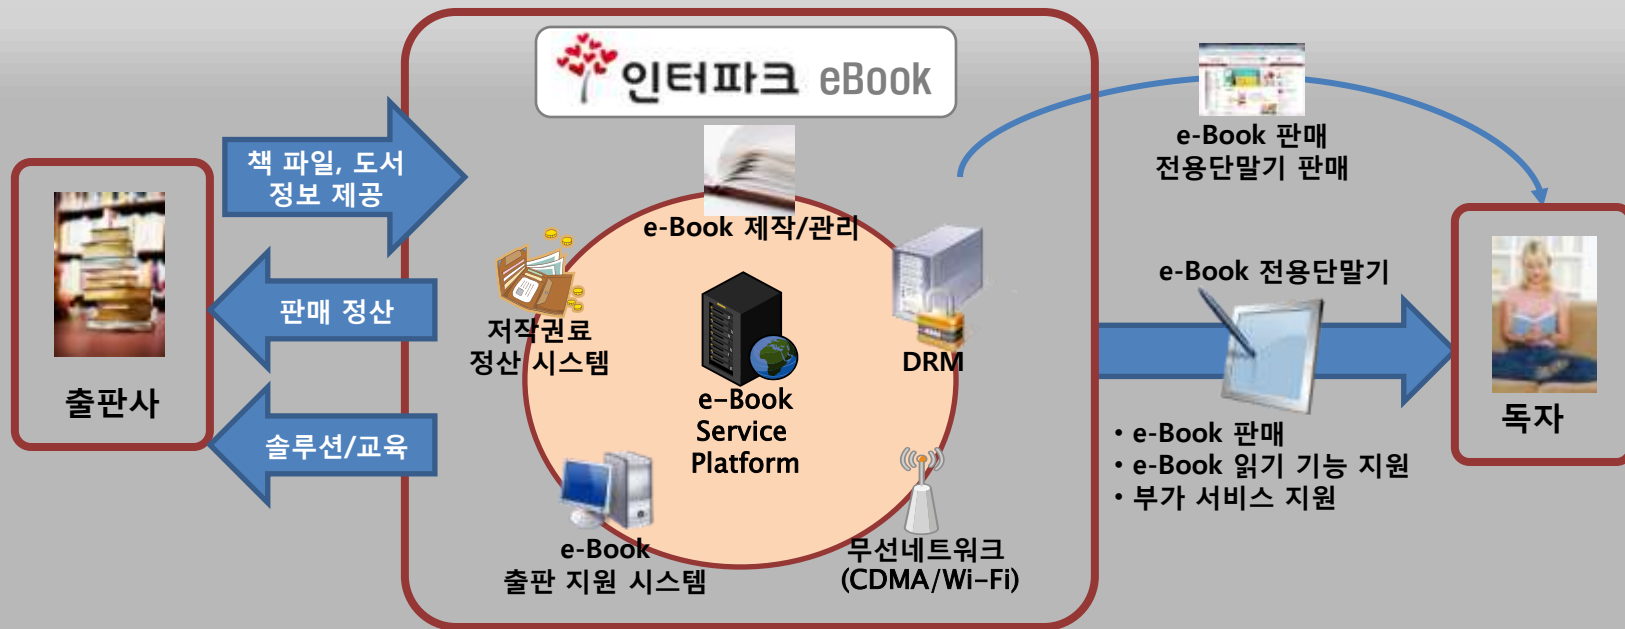 인터파크 eBook
책 파일, 도서
정보 제공
판매 정산
솔루션/교육
출판사
e-Book 제작/관리
저작권료
정산 시스템
DRM
e-Book
Service
Platform
e-Book
출판 지원 시스템
무선네트워크
(CDMA/Wi-Fi)
e-Book 판매
전용단말기 판매
e-Book 전용단말기
• e-Book 판매
• e-Book 읽기 기능 지원
• 부가 서비스 지원
독자